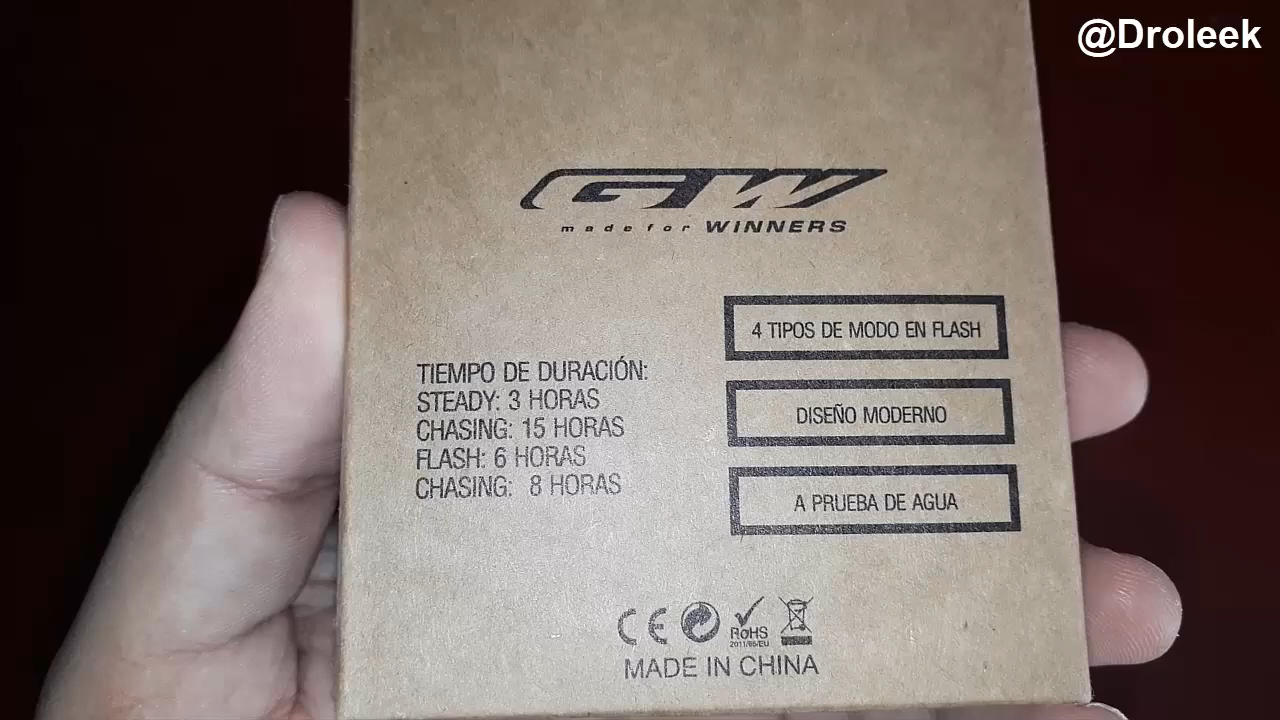 @Droleek
GW
made for WINNERS
TIEMPO DE DURACIÓN:
STEADY: 3 HORAS
CHASING: 15 HORAS
FLASH: 6 HORAS
CHASING: 8 HORAS
4 TIPOS DE MODO EN FLASH
DISEÑO MODERNO
A PRUEBA DE AGUA
CE
RoHS
2011/65/EU
MADE IN CHINA